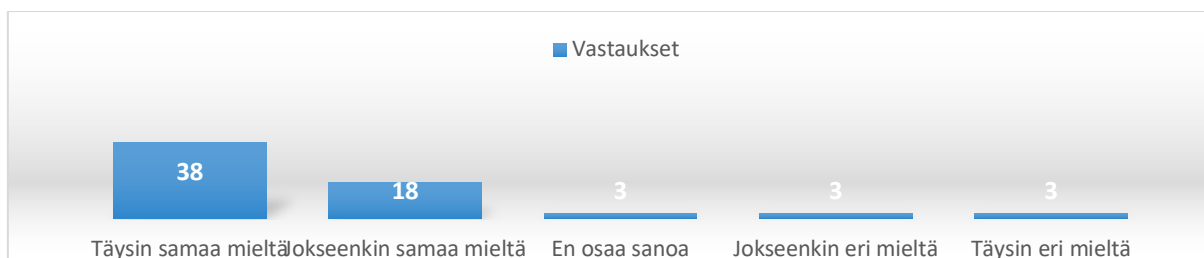 Vastaukset
38
18
3
3
3
Täysin samaa mieltä
Jokseenkin samaa mieltä
En osaa sanoa
Jokseenkin eri mieltä
Täysin eri mieltä